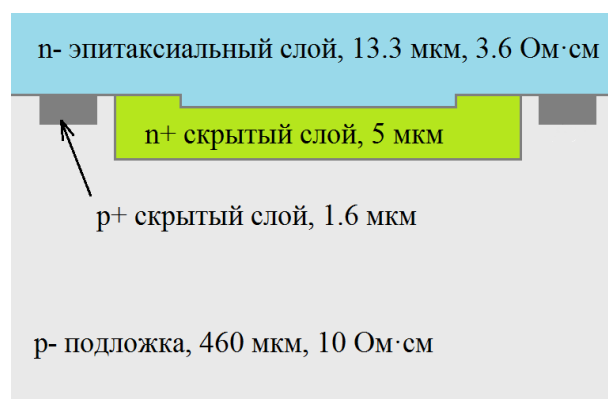 n- эпитаксиальный слой, 13.3 мкм, 3.6 Ом·см
n+ скрытый слой, 5 мкм
p+ скрытый слой, 1.6 мкм
p- подложка, 460 мкм, 10 Ом·см